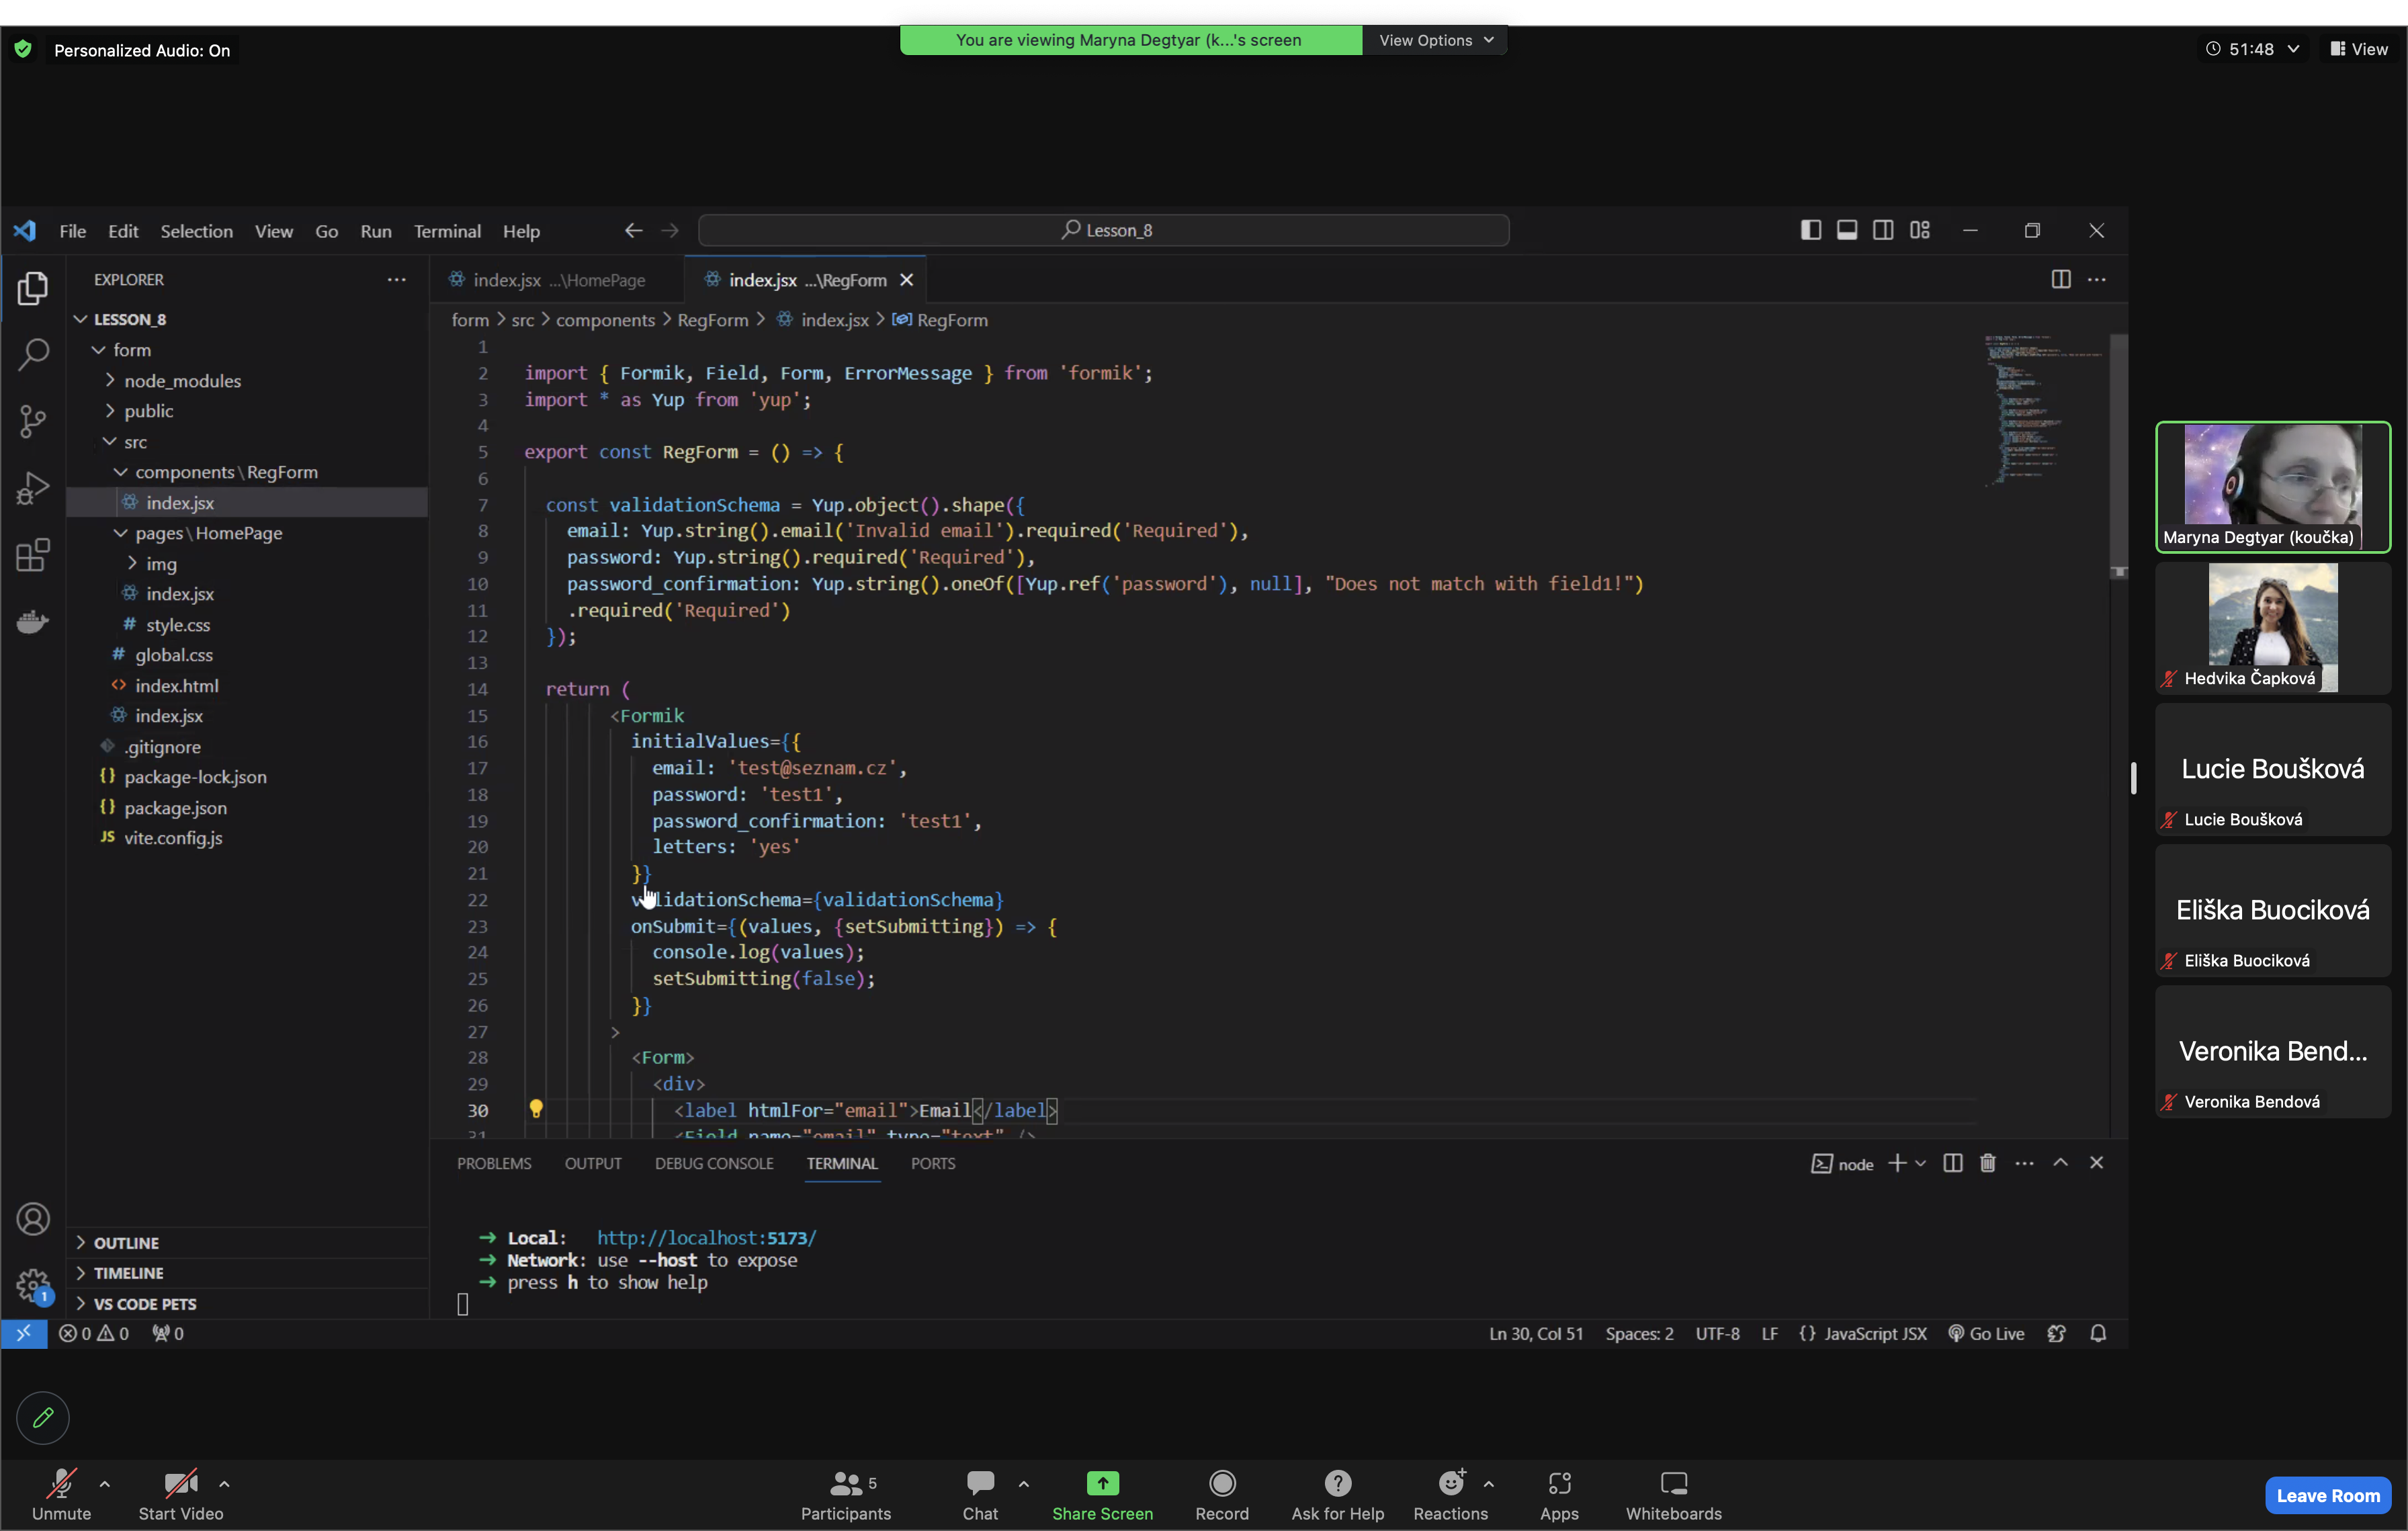 Personalized Audio: On
You are viewing Maryna Degtyar (k...'s screen
View Options
51:48
View
File Edit Selection View Go Run Terminal Help
Lesson_8
EXPLORER
LESSON_8
form
node_modules
public
src
components\RegForm
index.jsx
pages\HomePage
img
index.jsx
style.css
global.css
index.html
index.jsx
.gitignore
package-lock.json
package.json
vite.config.js
OUTLINE
TIMELINE
VS CODE PETS
index.jsx ...\HomePage
index.jsx ...\RegForm
form > src > components > RegForm > index.jsx > RegForm
1
2 import { Formik, Field, Form, ErrorMessage } from 'formik';
3 import * as Yup from 'yup';
4
5 export const RegForm = () => {
6
7 const validationSchema = Yup.object().shape({
8 email: Yup.string().email('Invalid email').required('Required'),
9 password: Yup.string().required('Required'),
10 password_confirmation: Yup.string().oneOf([Yup.ref('password'), null], "Does not match with field1!")
11 .required('Required')
12 });
13
14 return (
15 <Formik
16 initialValues={{
17 email: 'test@seznam.cz',
18 password: 'test1',
19 password_confirmation: 'test1',
20 letters: 'yes'
21 }}
22 validationSchema={validationSchema}
23 onSubmit={(values, {setSubmitting}) => {
24 console.log(values);
25 setSubmitting(false);
26 }}
27 >
28 <Form>
29 <div>
30 <label htmlFor="email">Email</label>
31 <Field name="email" type="text" />
PROBLEMS OUTPUT DEBUG CONSOLE TERMINAL PORTS
node
➜ Local: http://localhost:5173/
➜ Network: use --host to expose
➜ press h to show help
1
0 0 0
Ln 30, Col 51 Spaces: 2 UTF-8 LF {} JavaScript JSX Go Live
Maryna Degtyar (koučka)
Hedvika Čapková
Lucie Boušková
Lucie Boušková
Eliška Buociková
Eliška Buociková
Veronika Bend...
Veronika Bendová
Unmute
Start Video
5
Participants
Chat
Share Screen
Record
Ask for Help
Reactions
Apps
Whiteboards
Leave Room